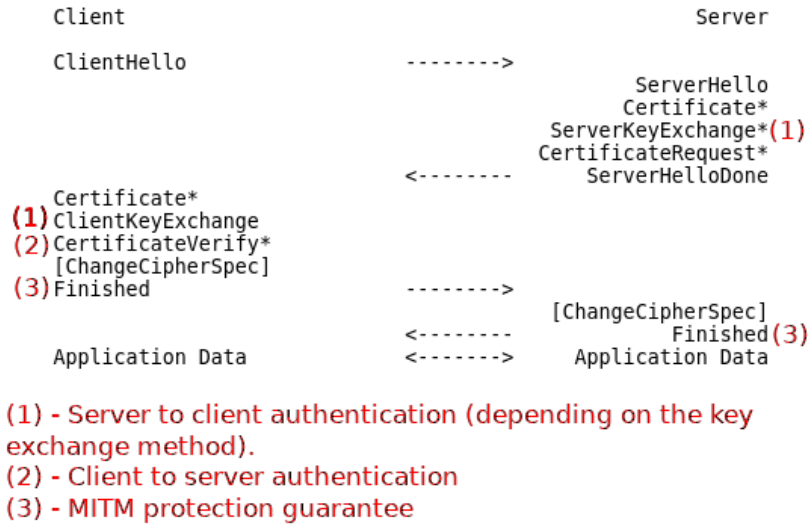 Client Server
ClientHello -------->
ServerHello
Certificate*
ServerKeyExchange*(1)
CertificateRequest*
<-------- ServerHelloDone
Certificate*
(1) ClientKeyExchange
(2) CertificateVerify*
[ChangeCipherSpec]
(3) Finished -------->
[ChangeCipherSpec]
<-------- Finished (3)
Application Data <-------> Application Data
(1) - Server to client authentication (depending on the key
exchange method).
(2) - Client to server authentication
(3) - MITM protection guarantee